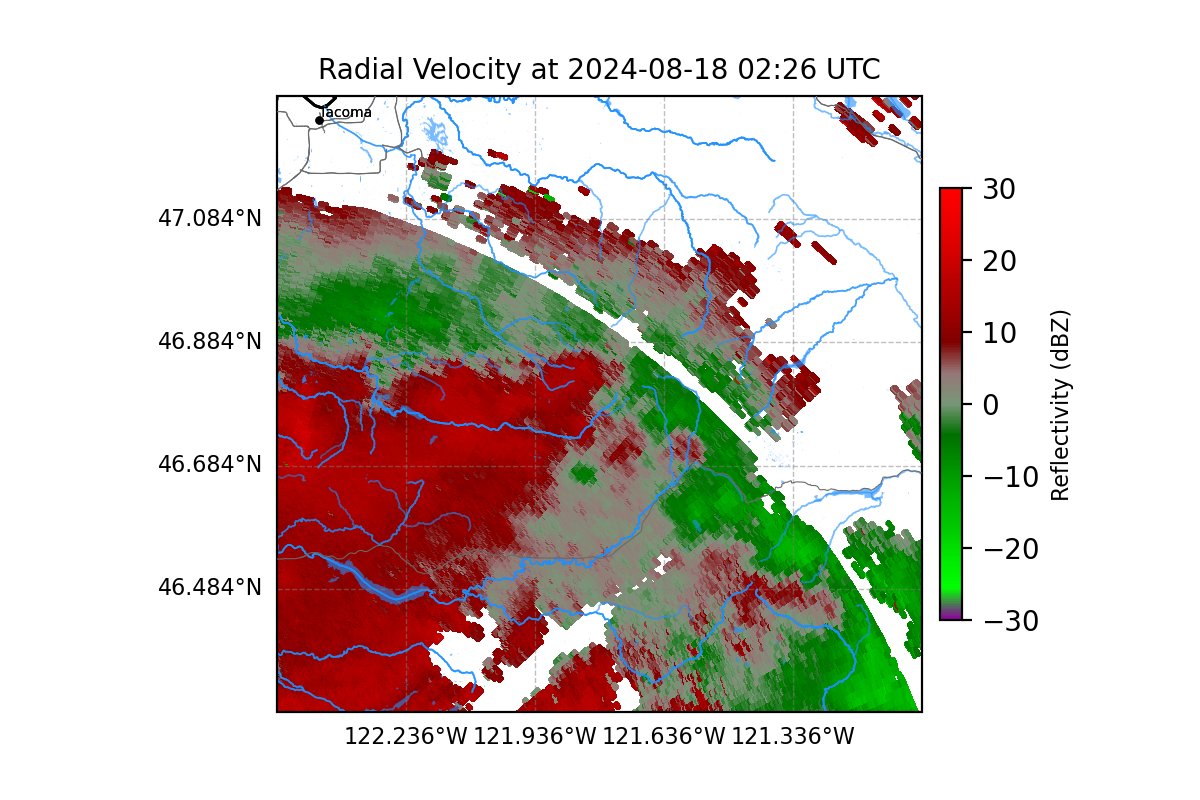 Radial Velocity at 2024-08-18 02:26 UTC
Tacoma
47.084°N
46.884°N
46.684°N
46.484°N
122.236°W 121.936°W 121.636°W 121.336°W
30
20
10
0
−10
−20
−30
Reflectivity (dBZ)